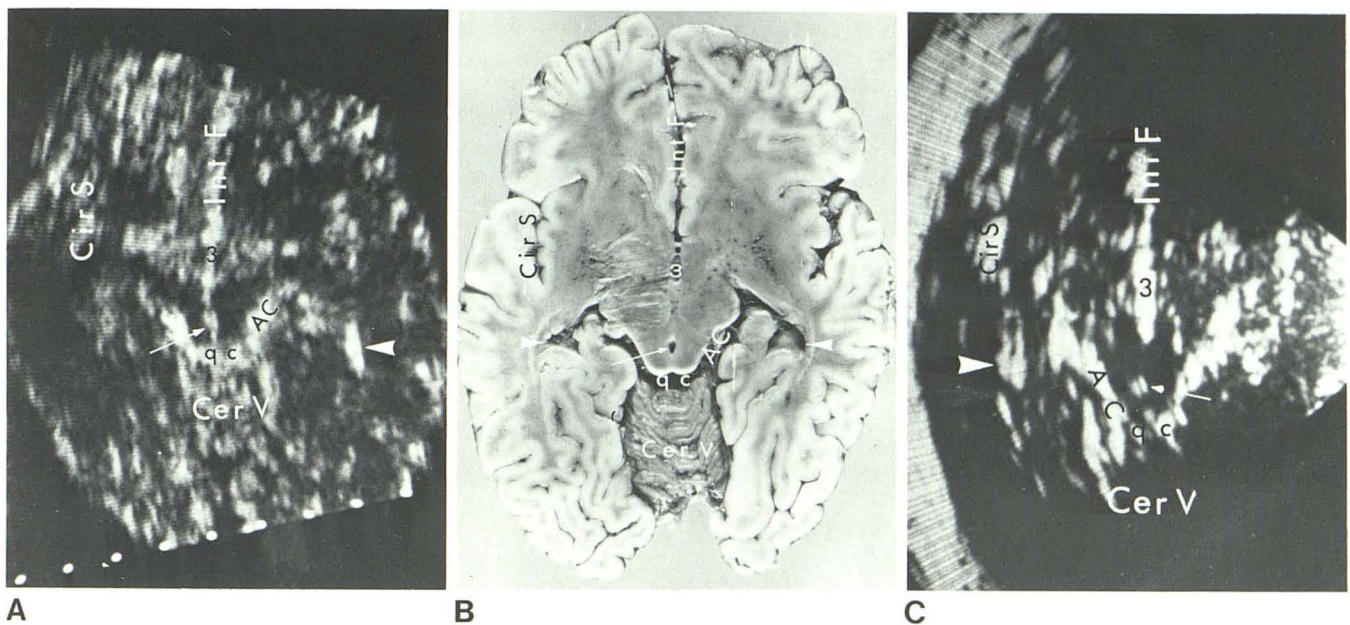 Int F
Cir S
3
AC
q c
Cer V
A
Int F
Cir S
3
AC
q c
Cer V
B
Int F
Cir S
3
AC
q c
Cer V
C